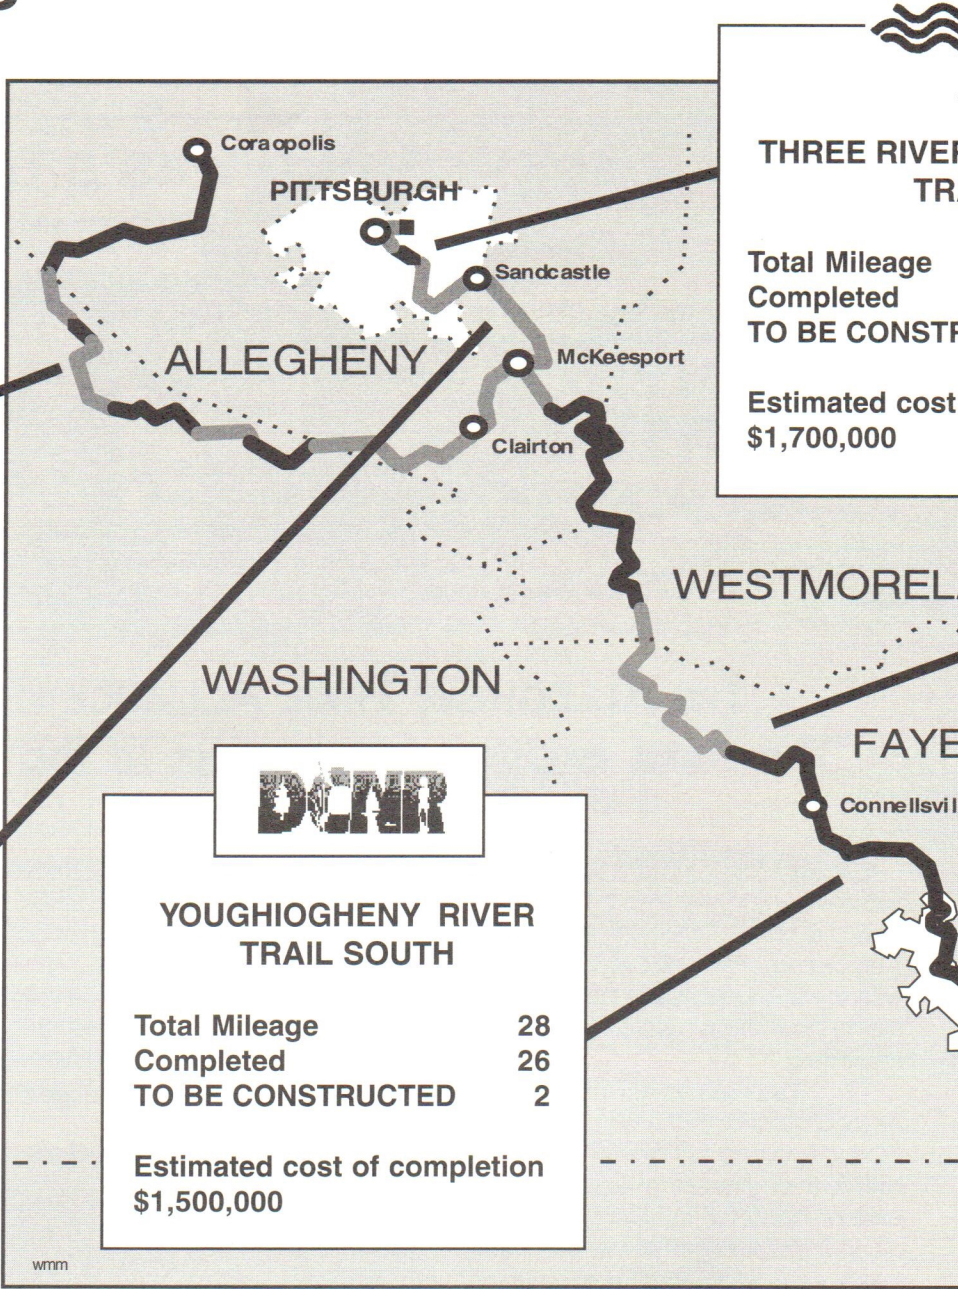 Coraopolis
PITTSBURGH
THREE RIVER
TRA
Sandcastle
Total Mileage
Completed
TO BE CONSTR
McKeesport
ALLEGHENY
Estimated cost
$1,700,000
Clairton
WESTMOREL
WASHINGTON
FAYE
DCNR
Connellsvil
YOUGHIOGHENY RIVER
TRAIL SOUTH
Total Mileage 28
Completed 26
TO BE CONSTRUCTED 2
Estimated cost of completion
$1,500,000
wmm